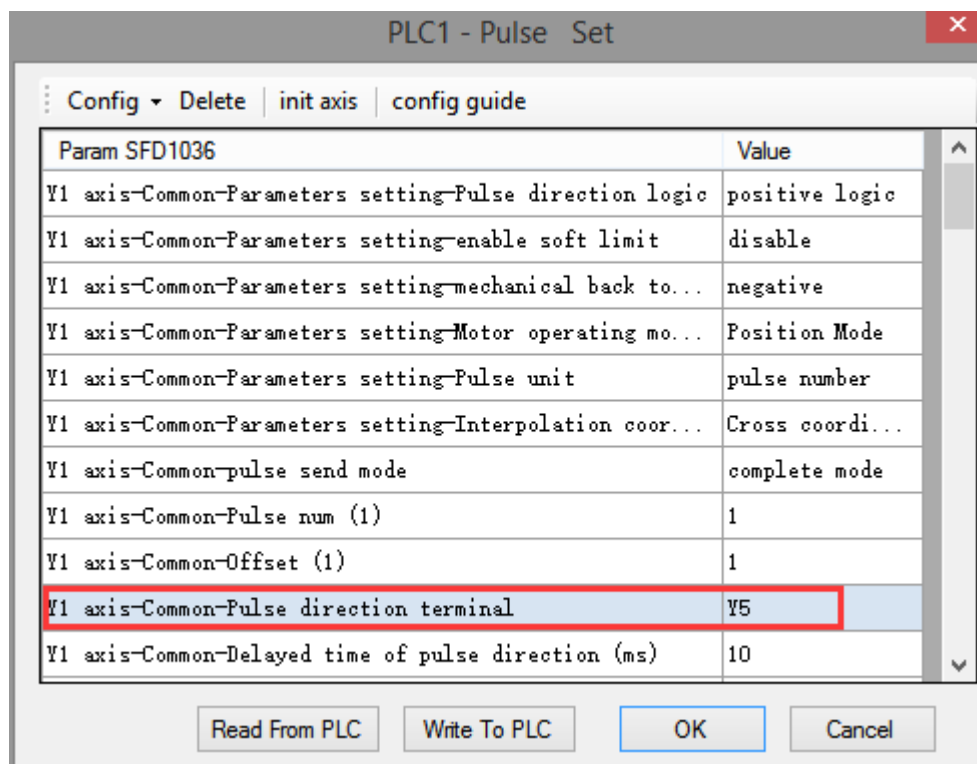 PLC1 - Pulse Set
Config Delete init axis config guide
Param SFD1036 Value
Y1 axis-Common-Parameters setting-Pulse direction logic positive logic
Y1 axis-Common-Parameters setting-enable soft limit disable
Y1 axis-Common-Parameters setting-mechanical back to... negative
Y1 axis-Common-Parameters setting-Motor operating mo... Position Mode
Y1 axis-Common-Parameters setting-Pulse unit pulse number
Y1 axis-Common-Parameters setting-Interpolation coor... Cross coordi...
Y1 axis-Common-pulse send mode complete mode
Y1 axis-Common-Pulse num (1) 1
Y1 axis-Common-Offset (1) 1
Y1 axis-Common-Pulse direction terminal Y5
Y1 axis-Common-Delayed time of pulse direction (ms) 10
Read From PLC Write To PLC OK Cancel